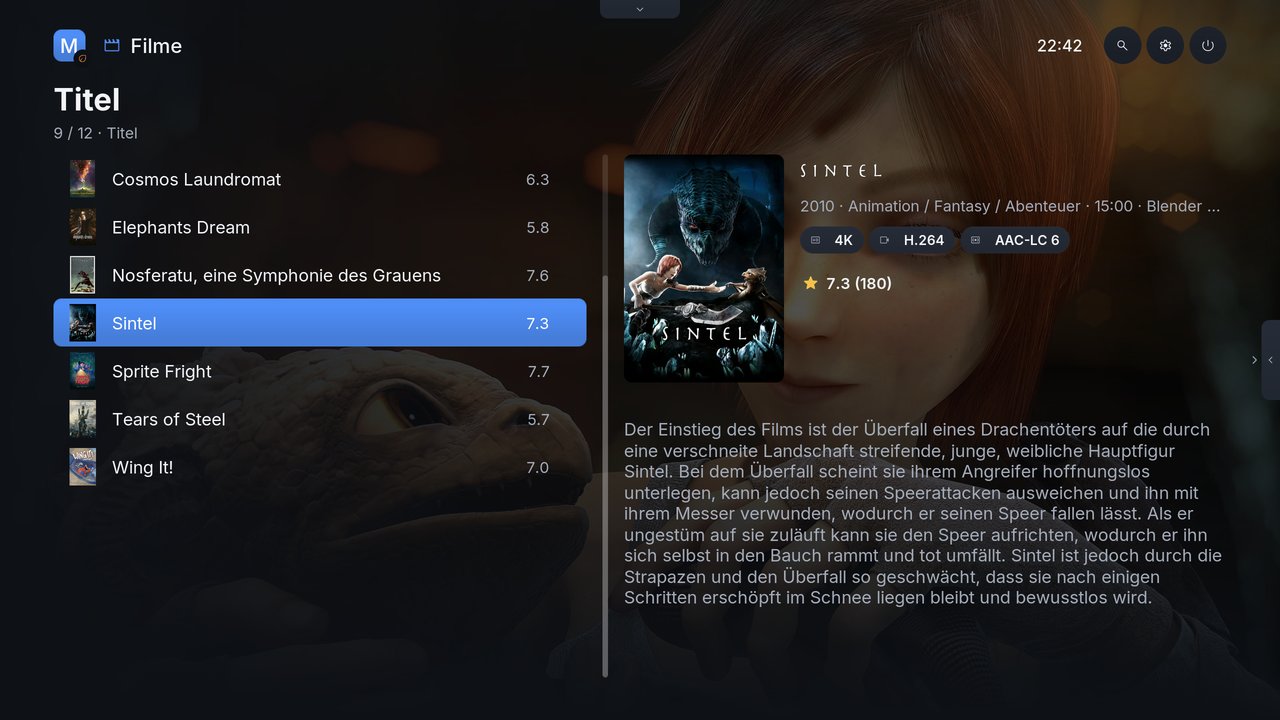 M
Filme
22:42
Titel
9 / 12 · Titel
Cosmos Laundromat 6.3
Elephants Dream 5.8
Nosferatu, eine Symphonie des Grauens 7.6
Sintel 7.3
Sprite Fright 7.7
Tears of Steel 5.7
Wing It! 7.0
SINTEL
SINTEL
2010 · Animation / Fantasy / Abenteuer · 15:00 · Blender ...
4K H.264 AAC-LC 6
7.3 (180)
Der Einstieg des Films ist der Überfall eines Drachentöters auf die durch
eine verschneite Landschaft streifende, junge, weibliche Hauptfigur
Sintel. Bei dem Überfall scheint sie ihrem Angreifer hoffnungslos
unterlegen, kann jedoch seinen Speerattacken ausweichen und ihn mit
ihrem Messer verwunden, wodurch er seinen Speer fallen lässt. Als er
ungestüm auf sie zuläuft kann sie den Speer aufrichten, wodurch er ihn
sich selbst in den Bauch rammt und tot umfällt. Sintel ist jedoch durch die
Strapazen und den Überfall so geschwächt, dass sie nach einigen
Schritten erschöpft im Schnee liegen bleibt und bewusstlos wird.